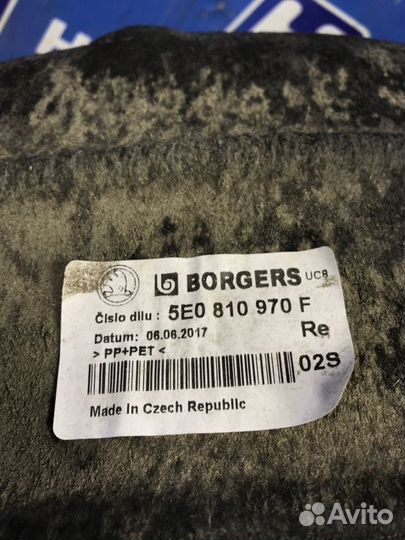 BORGERS
UC8
Číslo dílu : 5E0 810 970 F
Datum: 06.06.2017
Re
> PP+PET <
02S
Made in Czech Republic
Avito